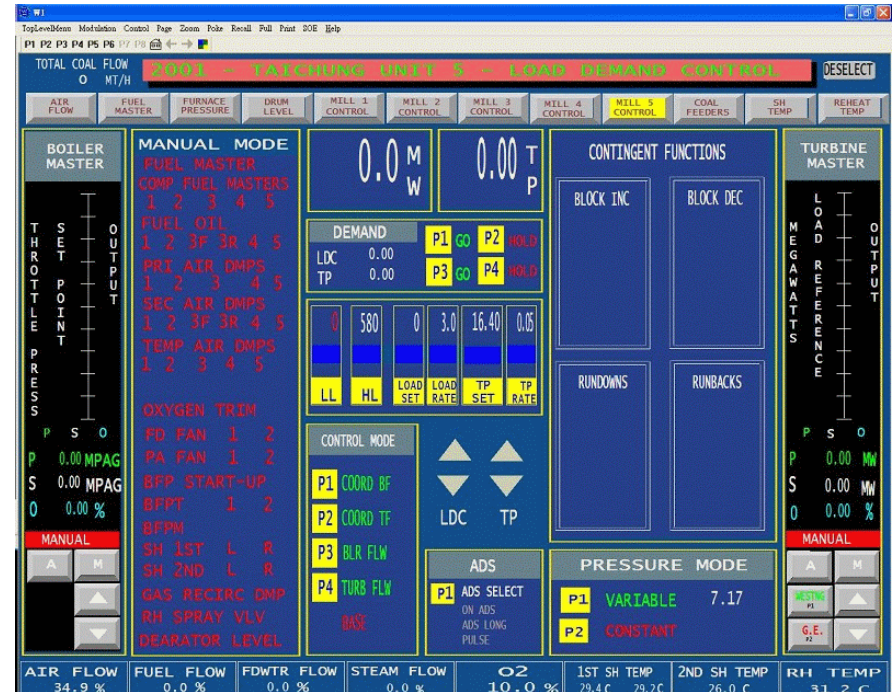 W1
TopLevelMenu Modulation Control Page Zoom Poke Recall Full Print SOE Help
P1 P2 P3 P4 P5 P6 P7 P8
TOTAL COAL FLOW
0 MT/H
2001 - TAICHUNG UNIT 5 - LOAD DEMAND CONTROL
DESELECT
AIR FLOW
FUEL MASTER
FURNACE PRESSURE
DRUM LEVEL
MILL 1 CONTROL
MILL 2 CONTROL
MILL 3 CONTROL
MILL 4 CONTROL
MILL 5 CONTROL
COAL FEEDERS
SH TEMP
REHEAT TEMP
BOILER MASTER
THROTTLE PRESS
SET POINT
OUTPUT
P S O
P 0.00 MPAG
S 0.00 MPAG
O 0.00 %
MANUAL
A M
MANUAL MODE
FUEL MASTER
COMP FUEL MASTERS
1 2 3 4 5
FUEL OIL
1 2 3F 3R 4 5
PRI AIR DMPS
1 2 3 4 5
SEC AIR DMPS
1 2 3F 3R 4 5
TEMP AIR DMPS
1 2 3 4 5
OXYGEN TRIM
FD FAN 1 2
PA FAN 1 2
BFP START-UP
BFPT 1 2
BFPM
SH 1ST L R
SH 2ND L R
GAS RECIRC DMP
RH SPRAY VLV
DEARATOR LEVEL
0.0 MW
0.00 TP
DEMAND
LDC 0.00
TP 0.00
P1 GO P2 HOLD
P3 GO P4 HOLD
0 580 0 3.0 16.40 0.05
LL HL LOAD SET LOAD RATE TP SET TP RATE
CONTROL MODE
P1 COORD BF
P2 COORD TF
P3 BLR FLW
P4 TURB FLW
BASE
LDC TP
ADS
P1 ADS SELECT
ON ADS
ADS LONG
PULSE
CONTINGENT FUNCTIONS
BLOCK INC
BLOCK DEC
RUNDOWNS
RUNBACKS
PRESSURE MODE
P1 VARIABLE 7.17
P2 CONSTANT
TURBINE MASTER
MEGAWATTS
LOAD REFERENCE
OUTPUT
P S O
P 0.00 MW
S 0.00 MW
O 0.00 %
MANUAL
A M
WESTNG P1
G.E. P2
AIR FLOW
34.9 %
FUEL FLOW
0.0 %
FDWTR FLOW
0.0 %
STEAM FLOW
0.0 %
O2
10.0 %
1ST SH TEMP
29.4 C 29.2C
2ND SH TEMP
26.0 C
RH TEMP
31.2 C